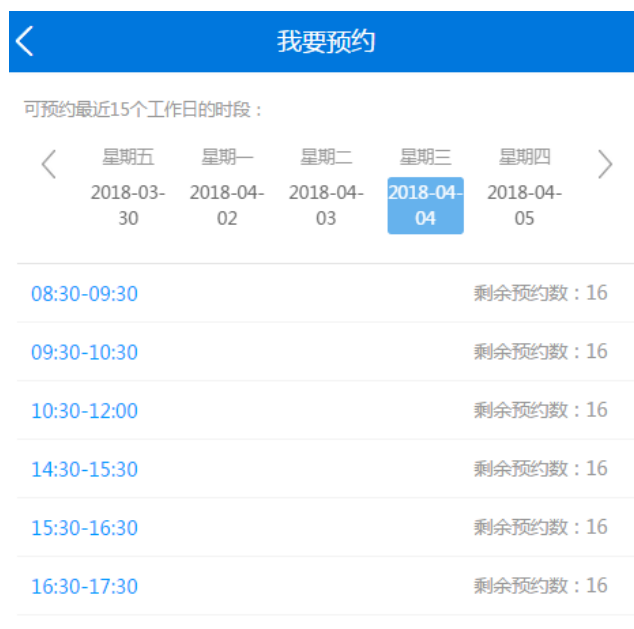 我要预约
可预约最近15个工作日的时段：
星期五 星期一 星期二 星期三 星期四
2018-03- 2018-04- 2018-04- 2018-04- 2018-04-
30 02 03 04 05
08:30-09:30 剩余预约数：16
09:30-10:30 剩余预约数：16
10:30-12:00 剩余预约数：16
14:30-15:30 剩余预约数：16
15:30-16:30 剩余预约数：16
16:30-17:30 剩余预约数：16